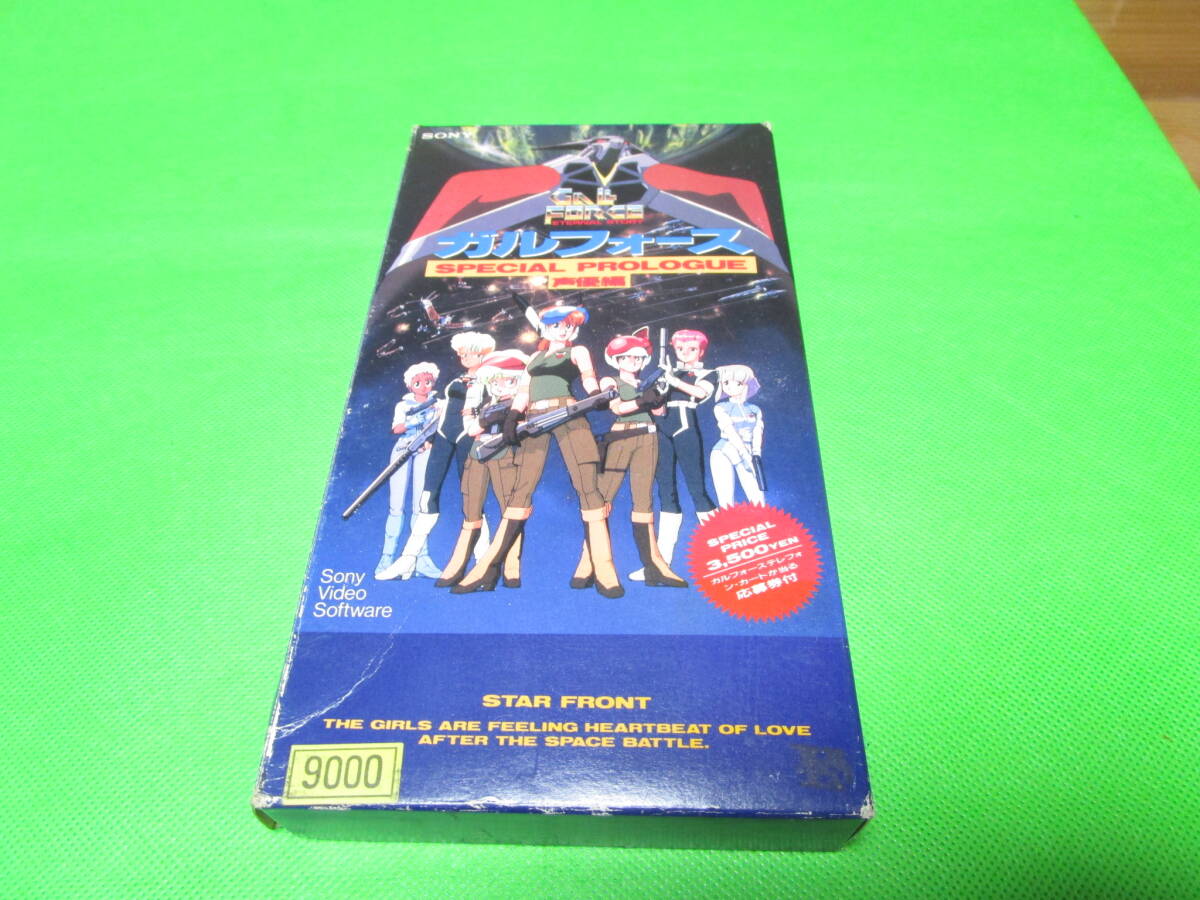 SONY
GALL FORCE
ETERNAL STORY
ガルフォース
SPECIAL PROLOGUE
声優編
SPECIAL
PRICE
3,500YEN
ガルフォーステレフォ
ン・カートが当る
応募券付
Sony
Video
Software
STAR FRONT
THE GIRLS ARE FEELING HEARTBEAT OF LOVE
AFTER THE SPACE BATTLE.
9000